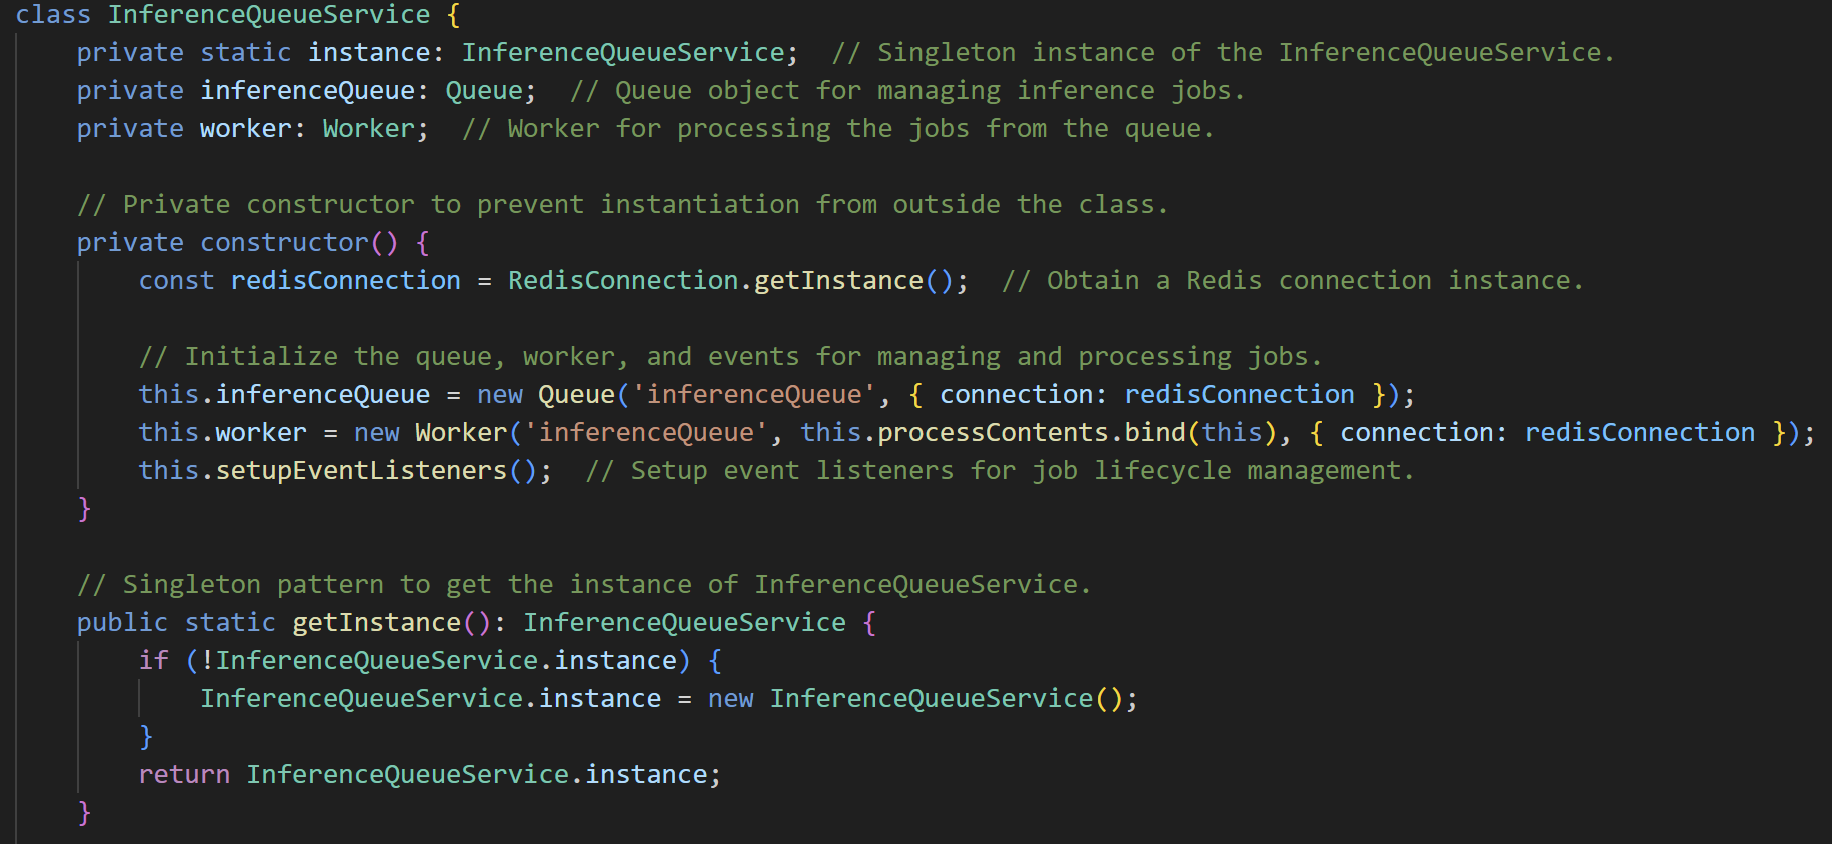 class InferenceQueueService {
    private static instance: InferenceQueueService;  // Singleton instance of the InferenceQueueService.
    private inferenceQueue: Queue;  // Queue object for managing inference jobs.
    private worker: Worker;  // Worker for processing the jobs from the queue.

    // Private constructor to prevent instantiation from outside the class.
    private constructor() {
        const redisConnection = RedisConnection.getInstance();  // Obtain a Redis connection instance.

        // Initialize the queue, worker, and events for managing and processing jobs.
        this.inferenceQueue = new Queue('inferenceQueue', { connection: redisConnection });
        this.worker = new Worker('inferenceQueue', this.processContents.bind(this), { connection: redisConnection });
        this.setupEventListeners();  // Setup event listeners for job lifecycle management.
    }

    // Singleton pattern to get the instance of InferenceQueueService.
    public static getInstance(): InferenceQueueService {
        if (!InferenceQueueService.instance) {
            InferenceQueueService.instance = new InferenceQueueService();
        }
        return InferenceQueueService.instance;
    }